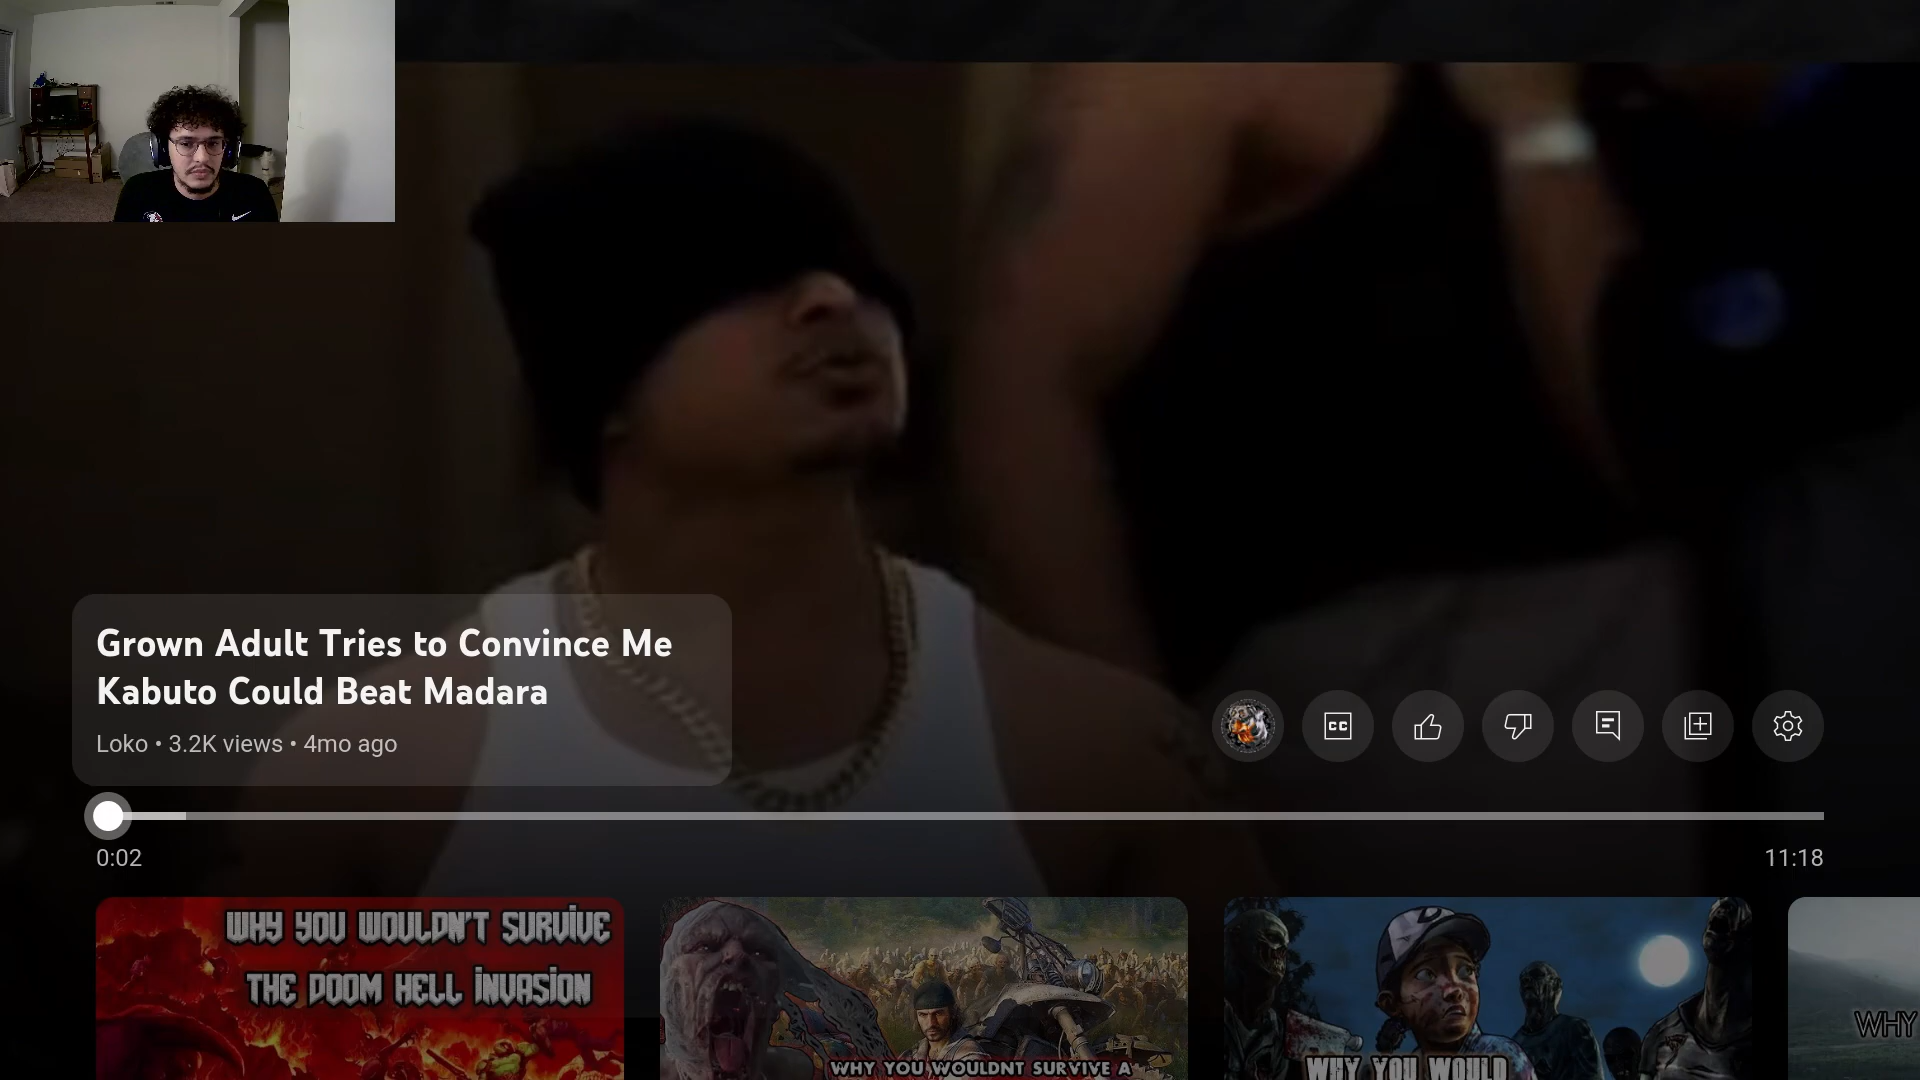 Grown Adult Tries to Convince Me
Kabuto Could Beat Madara
Loko • 3.2K views • 4mo ago
CC
0:02
11:18
WHY YOU WOULDN'T SURVIVE
THE DOOM HELL INVASION
WHY YOU WOULDNT SURVIVE A
WHY YOU WOULD
WHY